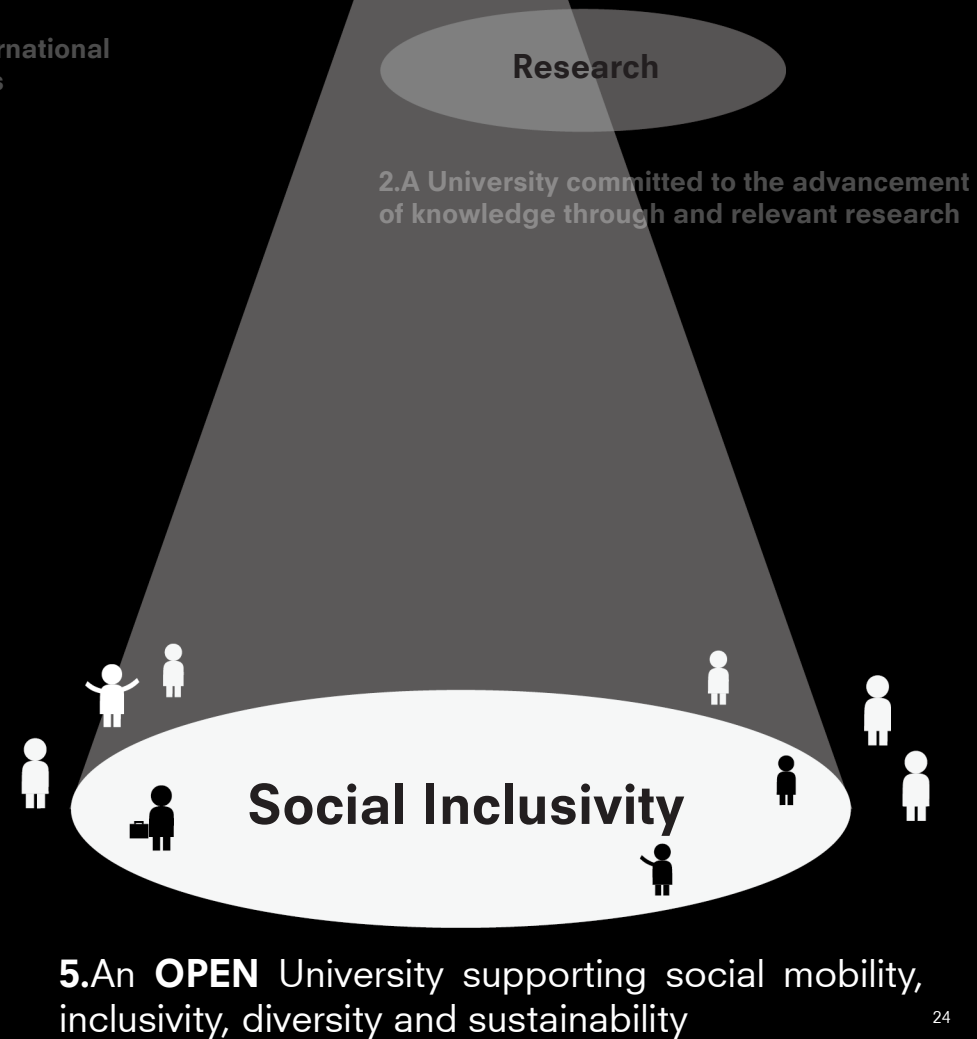 rnational
s
Research
2.A University committed to the advancement
of knowledge through and relevant research
Social Inclusivity
5.An OPEN University supporting social mobility,
inclusivity, diversity and sustainability
24